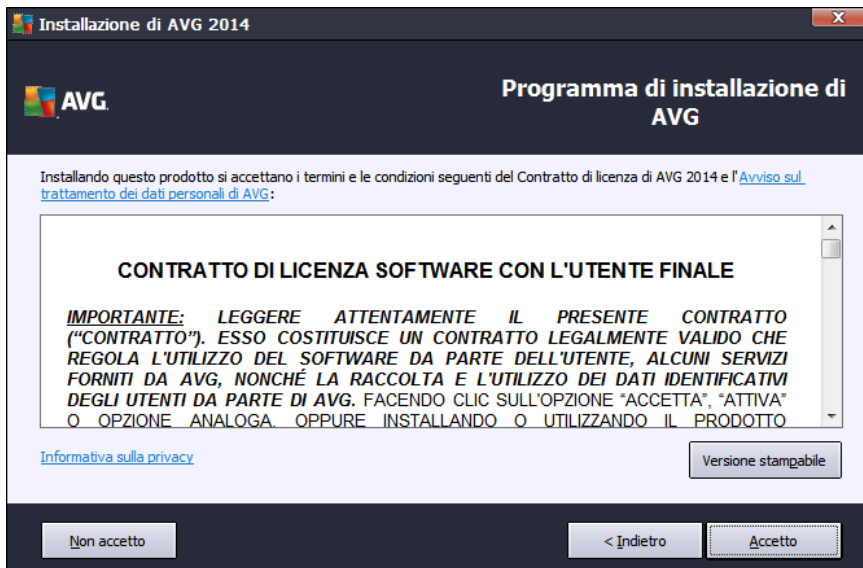 Installazione di AVG 2014
AVG.
Programma di installazione di
AVG
Installando questo prodotto si accettano i termini e le condizioni seguenti del Contratto di licenza di AVG 2014 e l'Avviso sul
trattamento dei dati personali di AVG:
CONTRATTO DI LICENZA SOFTWARE CON L'UTENTE FINALE
IMPORTANTE: LEGGERE ATTENTAMENTE IL PRESENTE CONTRATTO
(“CONTRATTO”). ESSO COSTITUISCE UN CONTRATTO LEGALMENTE VALIDO CHE
REGOLA L'UTILIZZO DEL SOFTWARE DA PARTE DELL'UTENTE, ALCUNI SERVIZI
FORNITI DA AVG, NONCHÉ LA RACCOLTA E L'UTILIZZO DEI DATI IDENTIFICATIVI
DEGLI UTENTI DA PARTE DI AVG. FACENDO CLIC SULL'OPZIONE “ACCETTA”, “ATTIVA”
O OPZIONE ANALOGA, OPPURE INSTALLANDO O UTILIZZANDO IL PRODOTTO
Informativa sulla privacy
Versione stampabile
Non accetto
< Indietro
Accetto